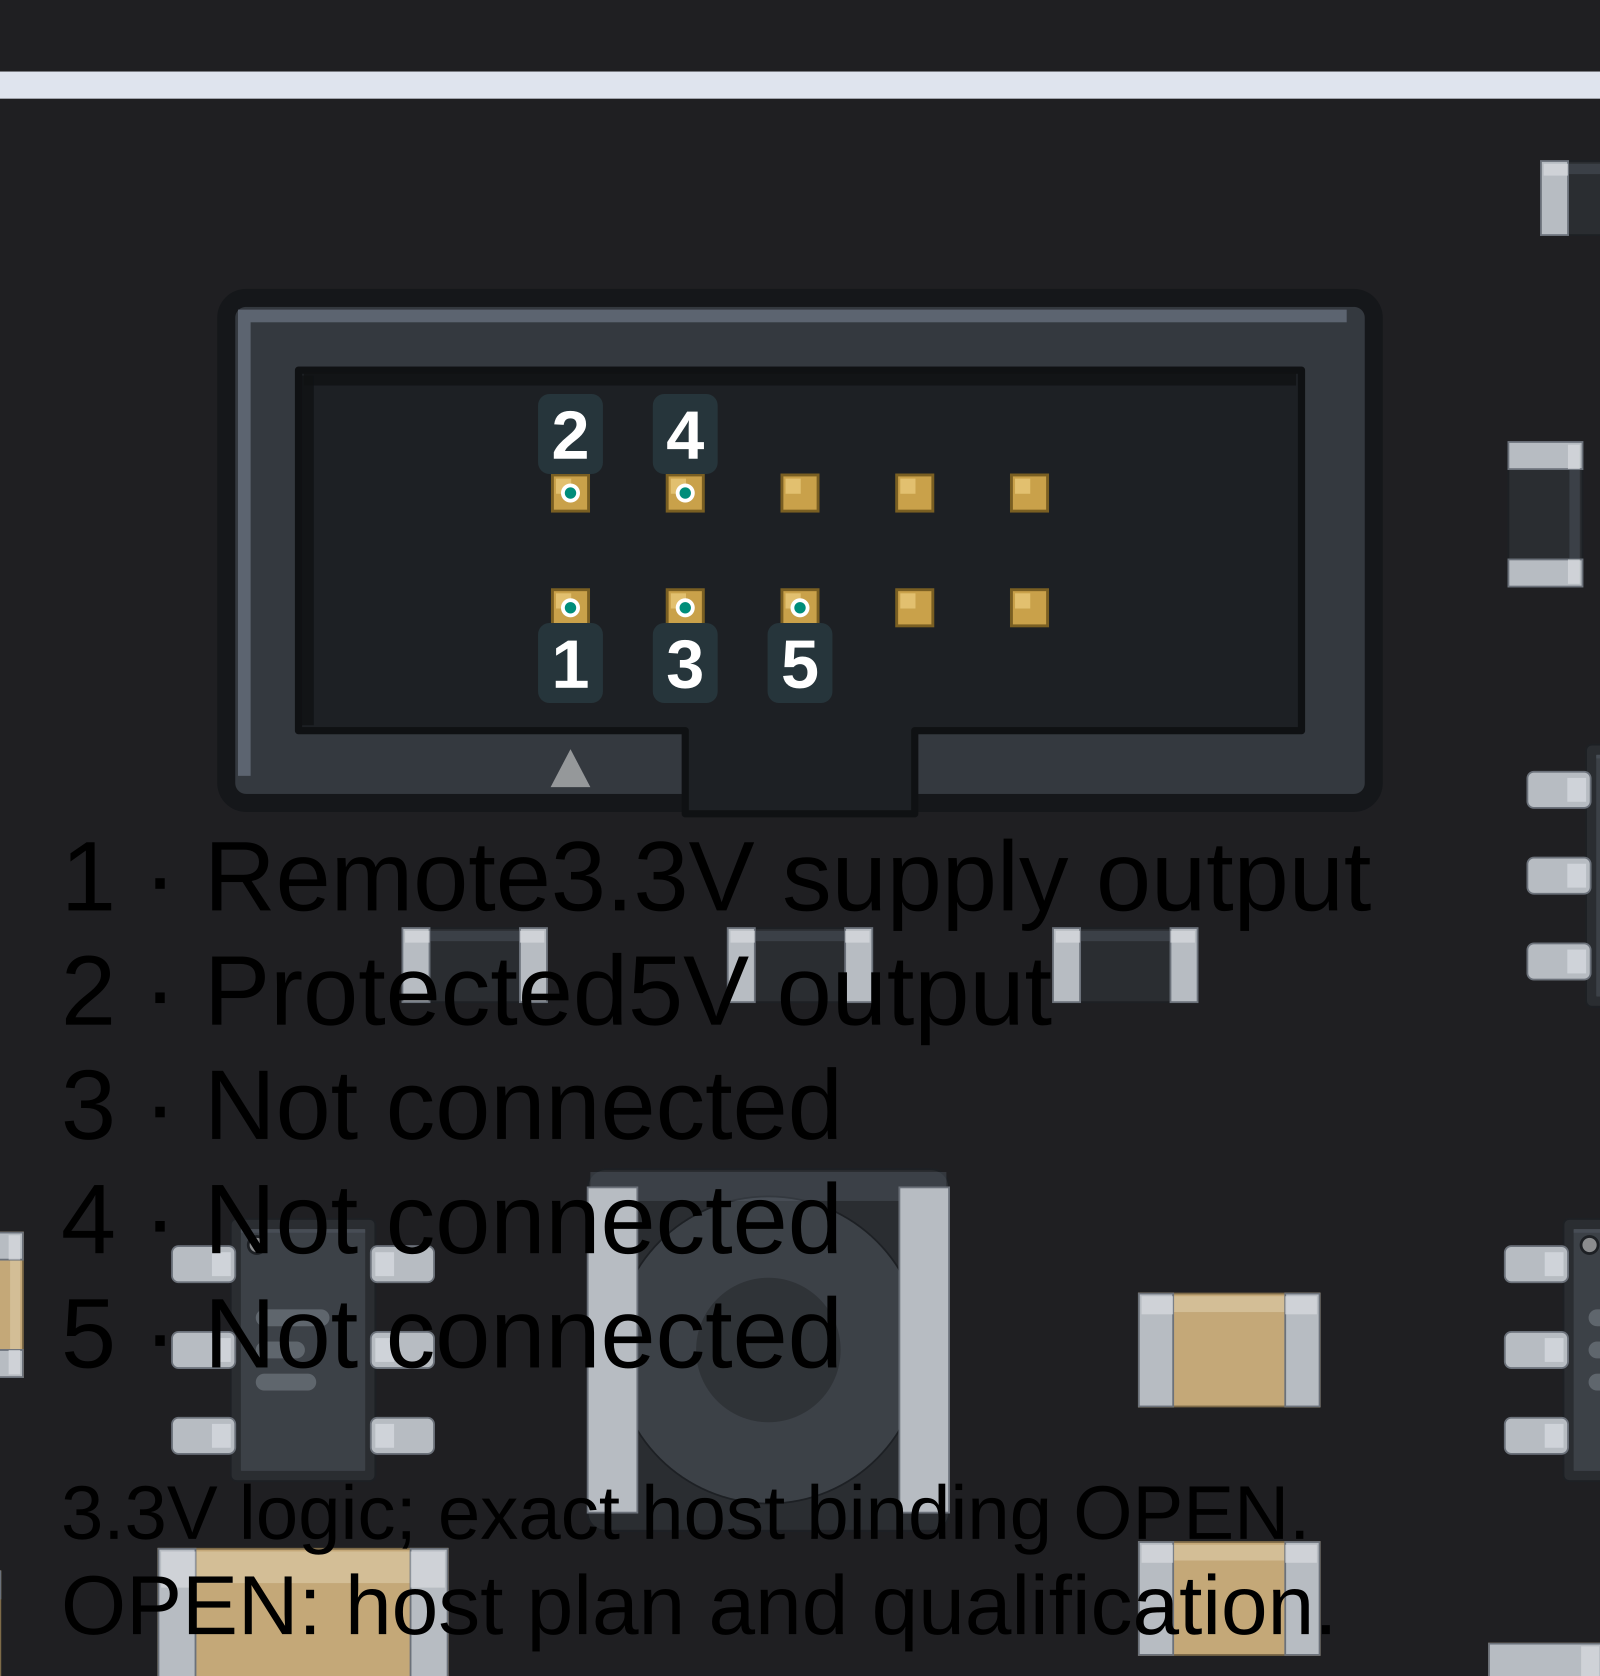 2 4
1 3 5
1 · Remote3.3V supply output
2 · Protected5V output
3 · Not connected
4 · Not connected
5 · Not connected
3.3V logic; exact host binding OPEN.
OPEN: host plan and qualification.